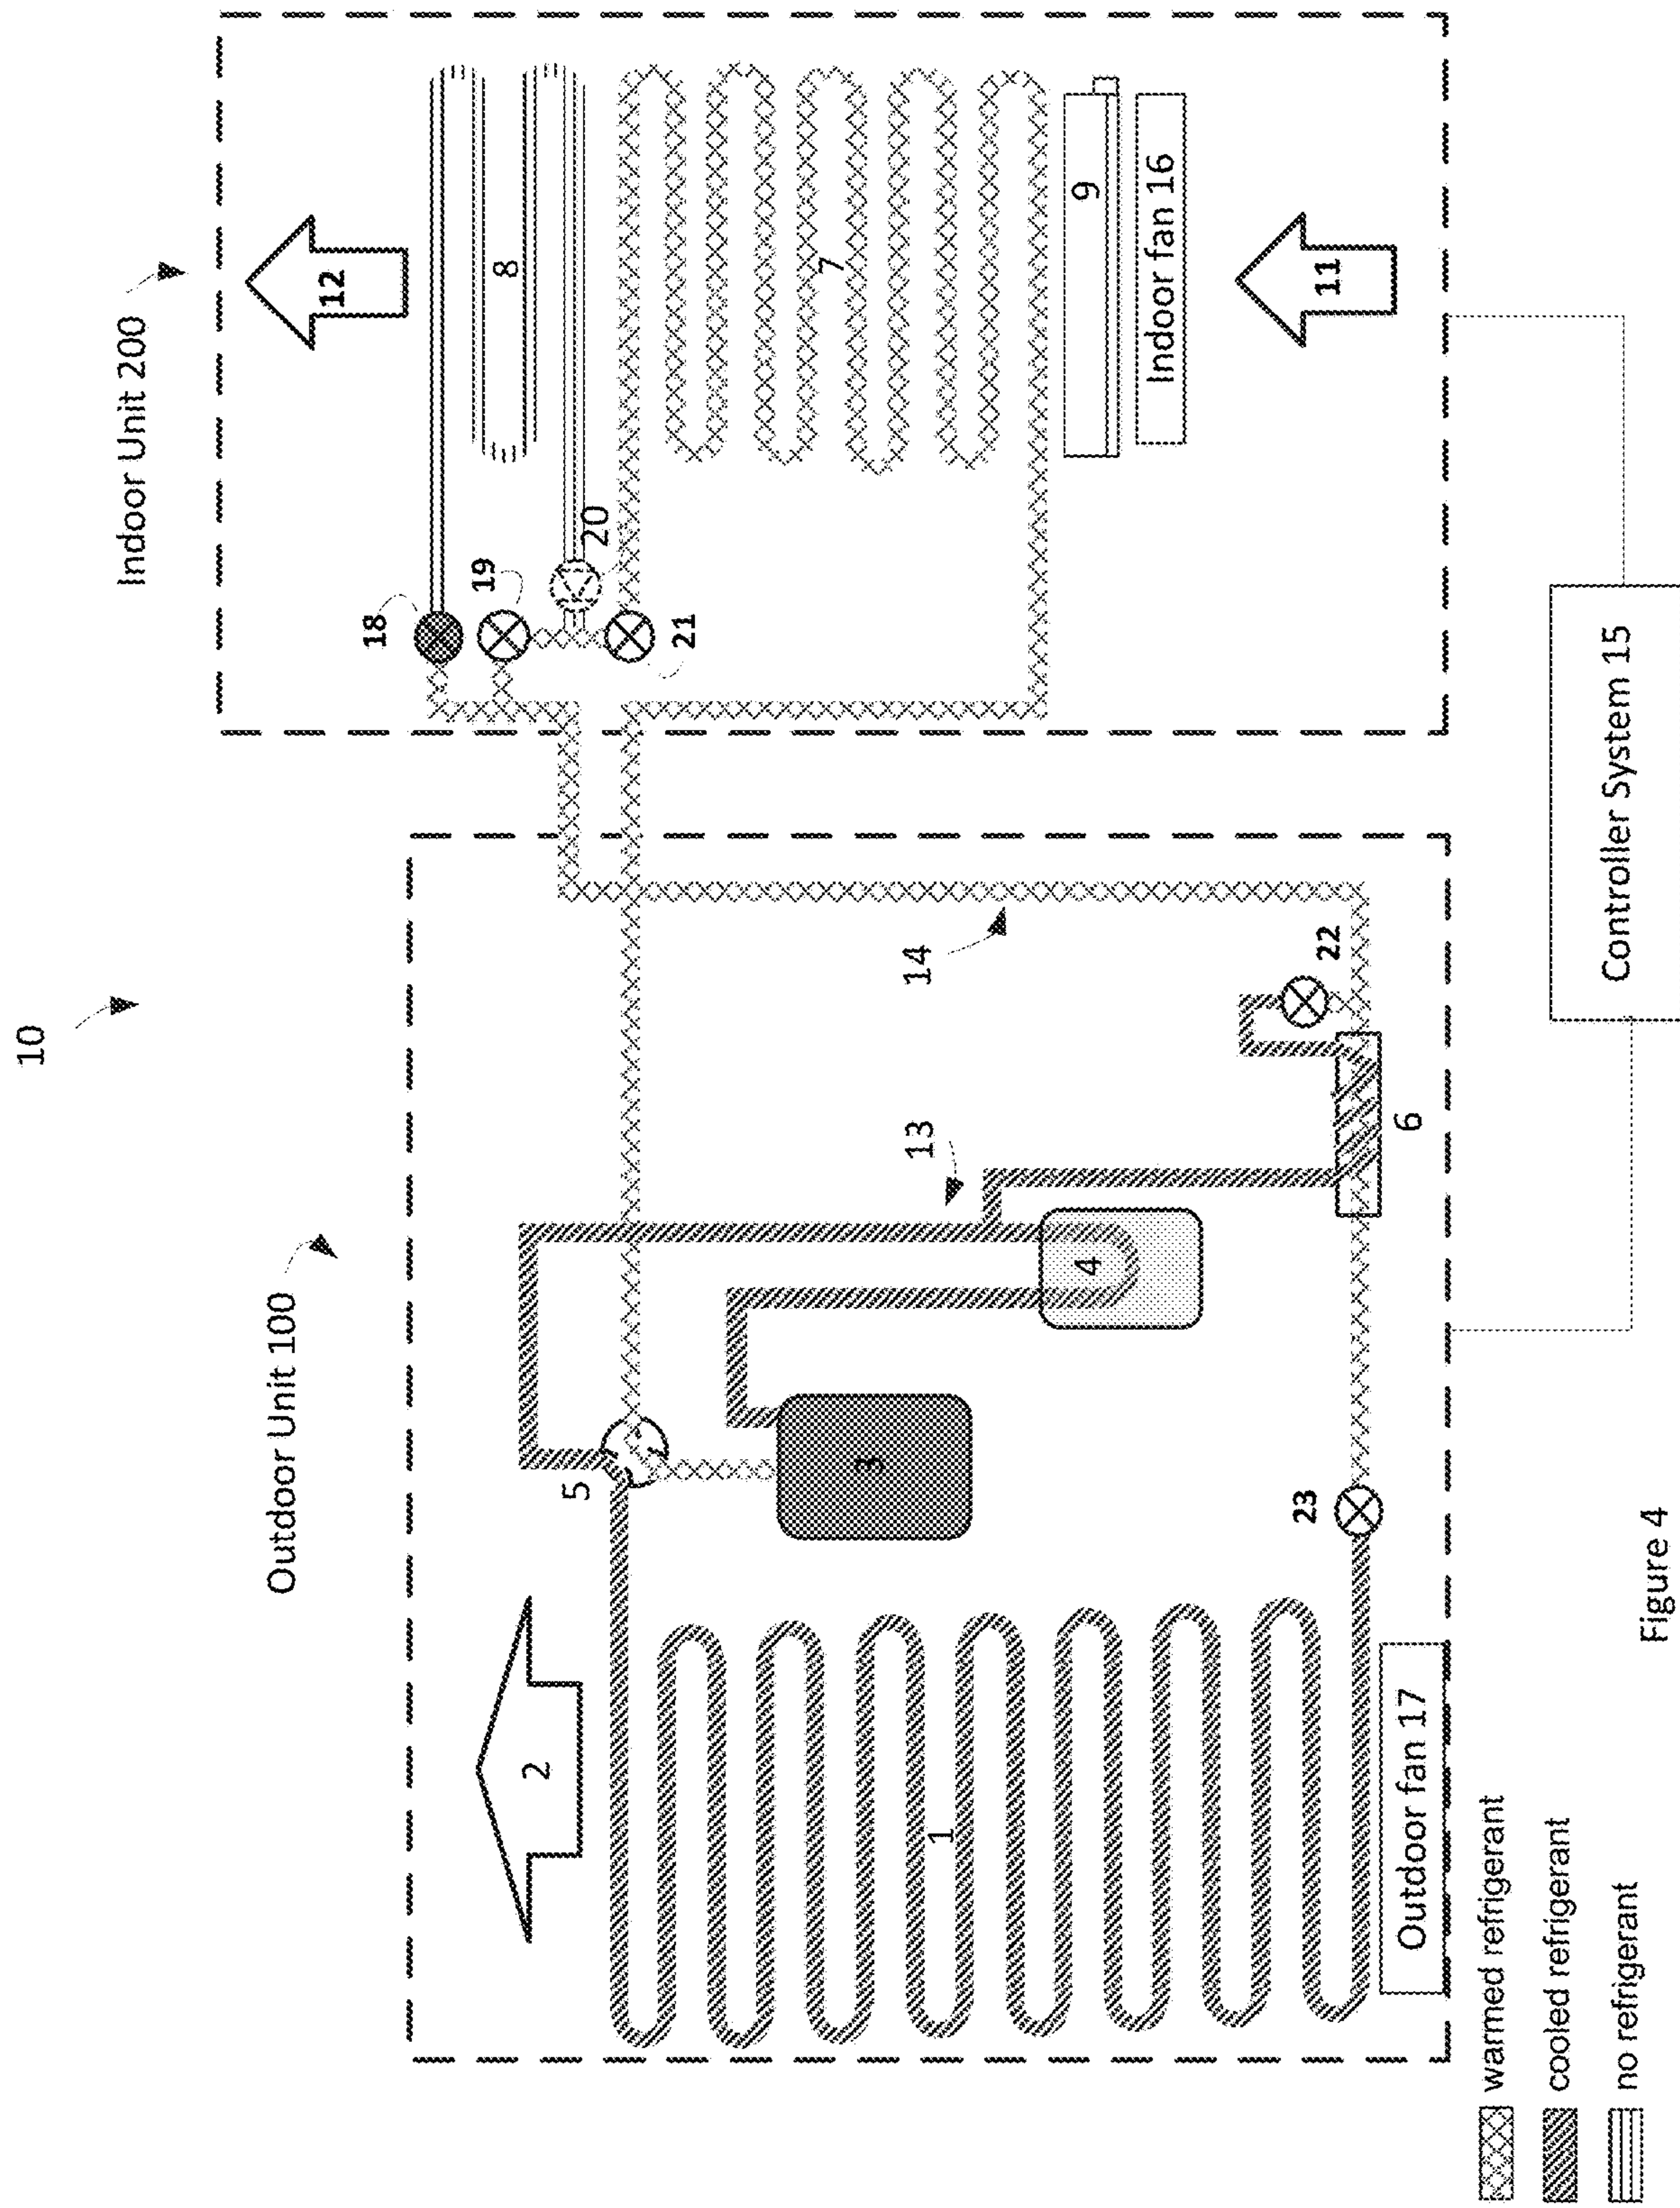 10
Outdoor Unit 100
Indoor Unit 200
2
1
Outdoor fan 17
5
3
4
13
14
6
22
23
18
19
20
21
12
8
7
9
Indoor fan 16
11
Controller System 15
warmed refrigerant
cooled refrigerant
no refrigerant
Figure 4